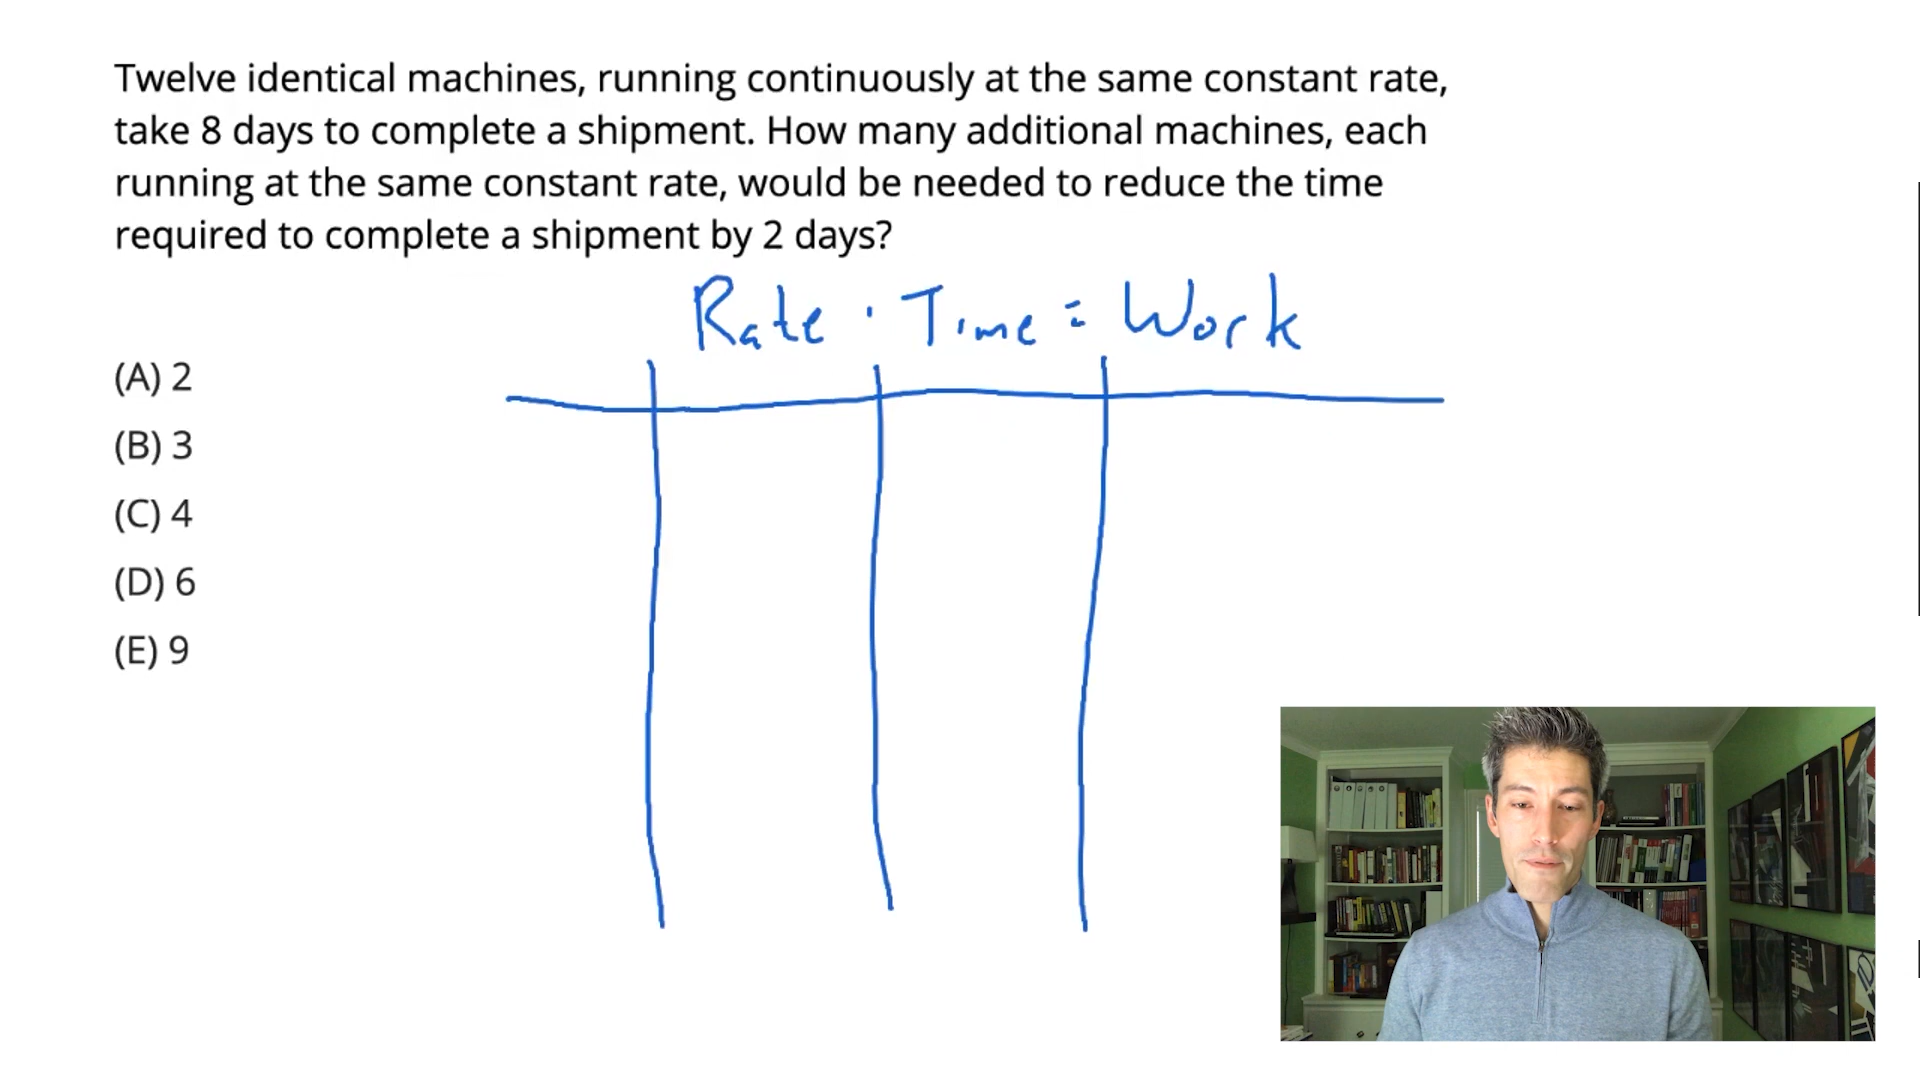 Twelve identical machines, running continuously at the same constant rate,
take 8 days to complete a shipment. How many additional machines, each
running at the same constant rate, would be needed to reduce the time
required to complete a shipment by 2 days?
Rate · Time = Work
(A) 2
(B) 3
(C) 4
(D) 6
(E) 9